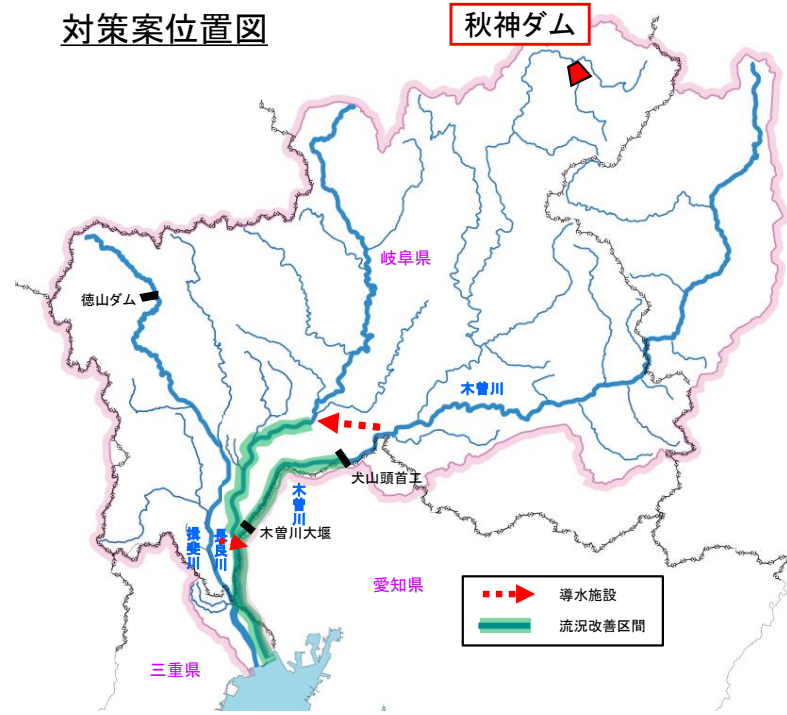 対策案位置図
秋神ダム
岐阜県
徳山ダム
木曽川
犬山頭首工
木曽川
木曽川大堰
長良川
揖斐川
愛知県
導水施設
流況改善区間
三重県